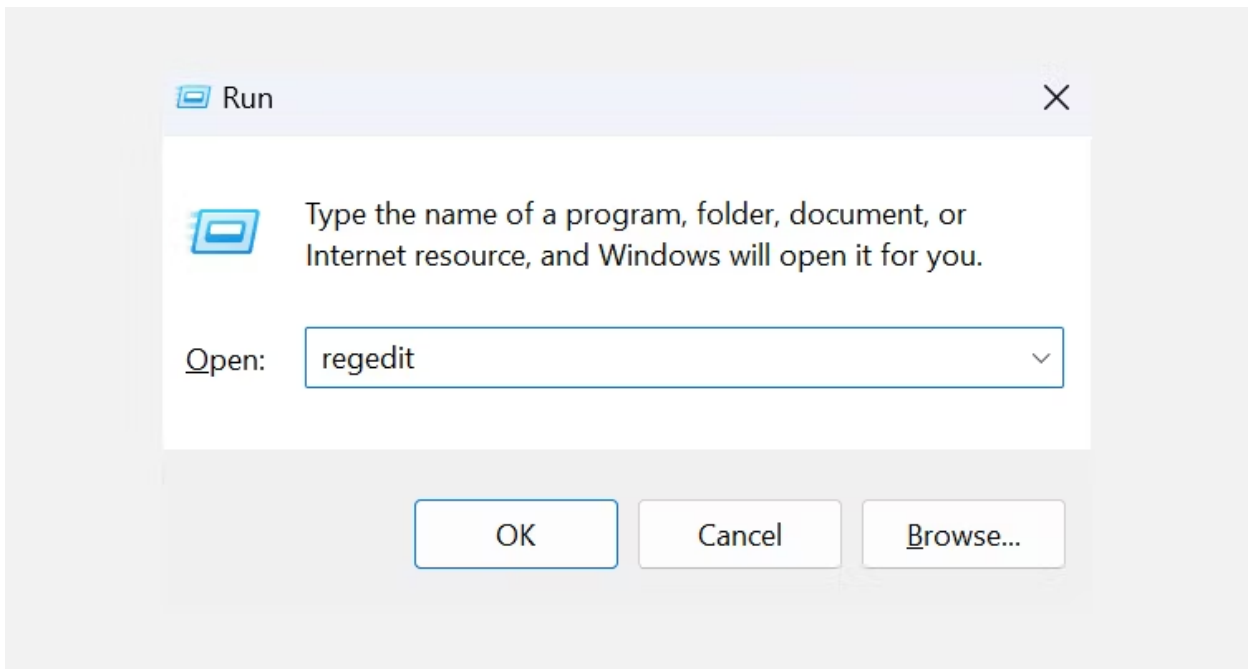 Run
Type the name of a program, folder, document, or
Internet resource, and Windows will open it for you.
Open: regedit
OK Cancel Browse...